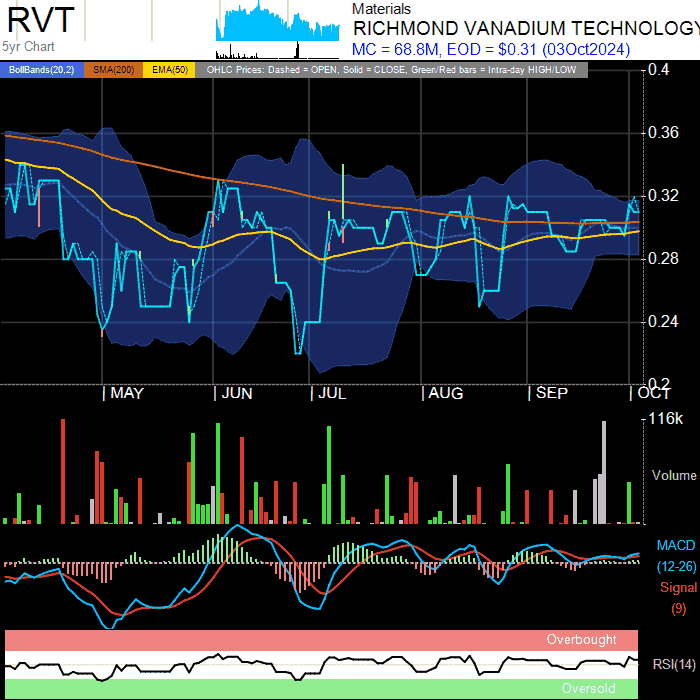 RVT
5yr Chart
Materials
RICHMOND VANADIUM TECHNOLOGY
MC = 68.8M, EOD = $0.31 (03Oct2024)
BollBands(20,2) SMA(200) EMA(50) OHLC Prices: Dashed = OPEN, Solid = CLOSE, Green/Red bars = Intra-day HIGH/LOW
0.4
0.36
0.32
0.28
0.24
0.2
MAY JUN JUL AUG SEP OCT
116k
Volume
MACD
(12-26)
Signal
(9)
Overbought
RSI(14)
Oversold